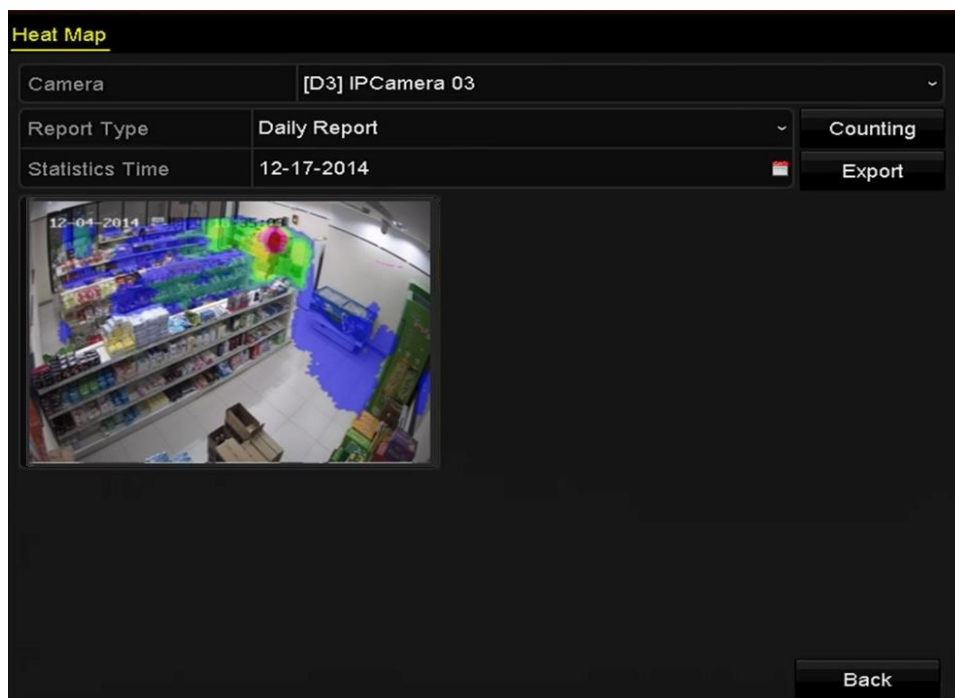 Heat Map
Camera [D3] IPCamera 03
Report Type Daily Report Counting
Statistics Time 12-17-2014 Export
12-04-2014
Back